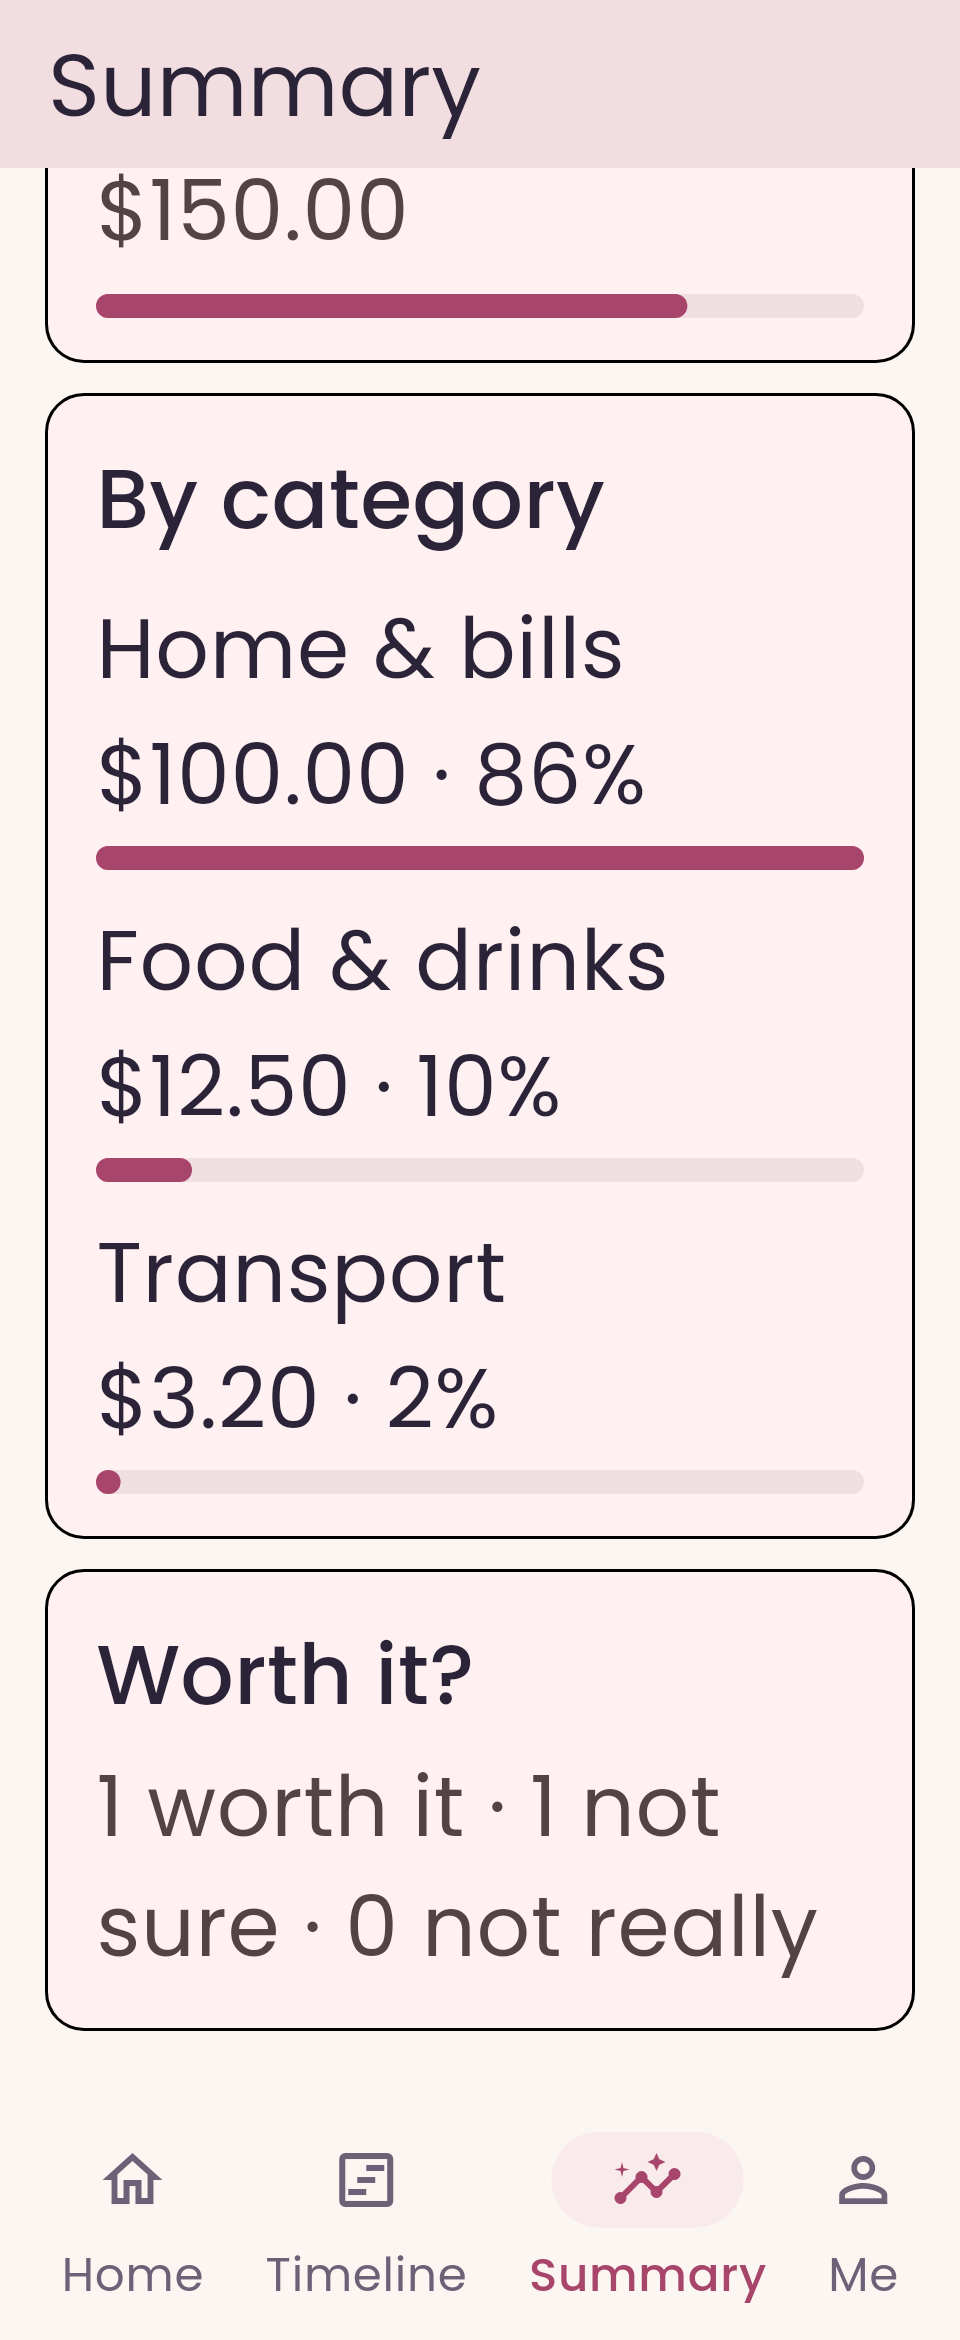 Summary
$150.00
By category
Home & bills
$100.00 · 86%
Food & drinks
$12.50 · 10%
Transport
$3.20 · 2%
Worth it?
1 worth it · 1 not
sure · 0 not really
Home
Timeline
Summary
Me